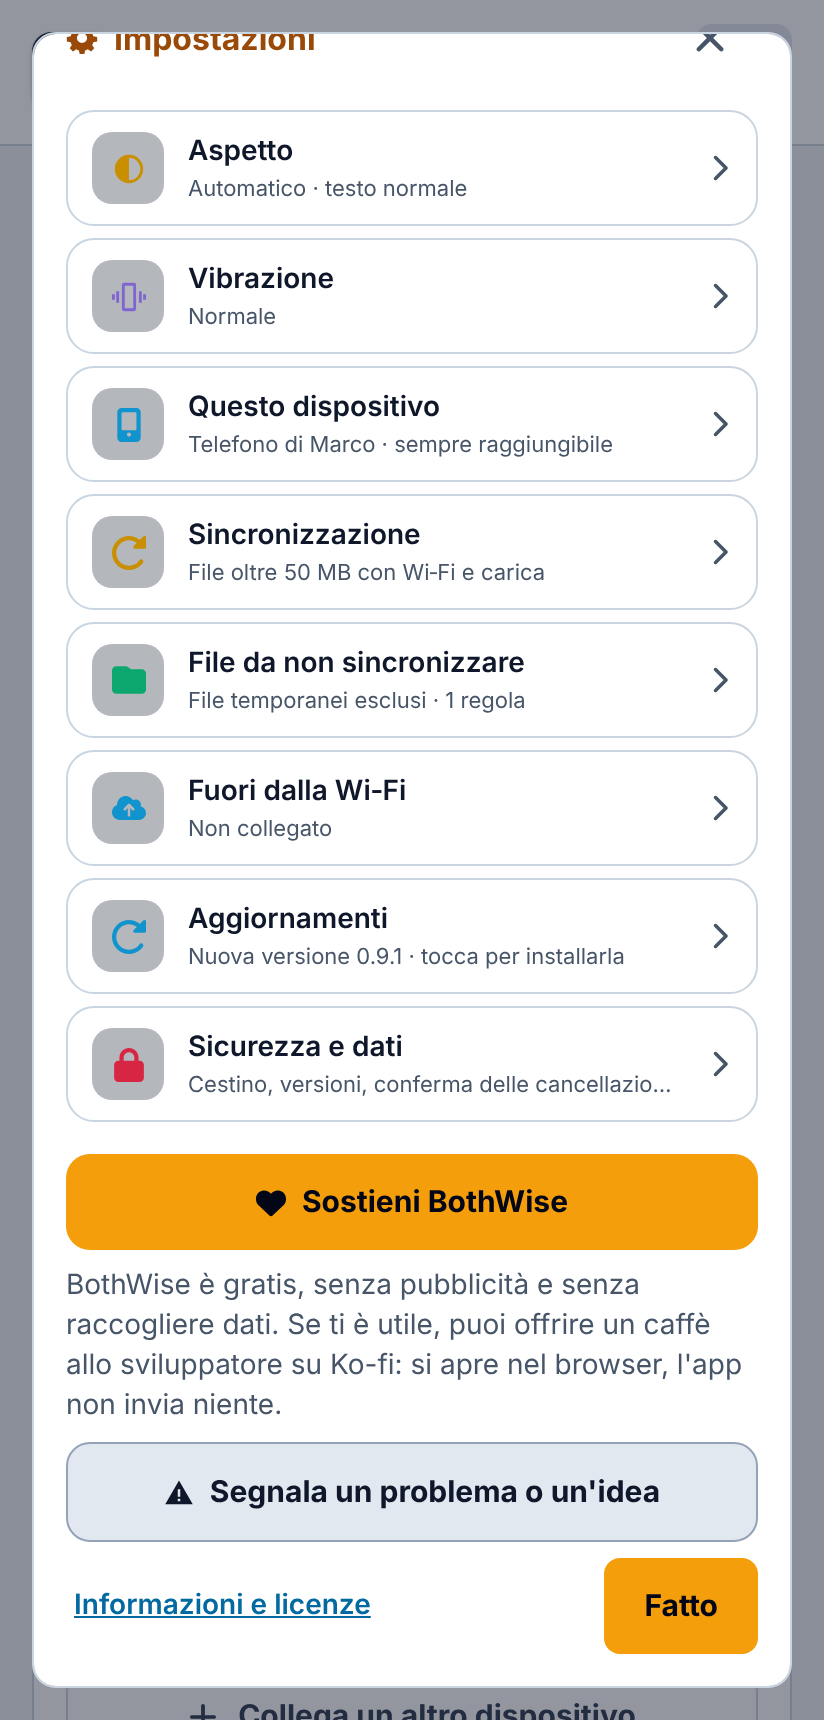 Impostazioni
Aspetto
Automatico · testo normale
Vibrazione
Normale
Questo dispositivo
Telefono di Marco · sempre raggiungibile
Sincronizzazione
File oltre 50 MB con Wi-Fi e carica
File da non sincronizzare
File temporanei esclusi · 1 regola
Fuori dalla Wi-Fi
Non collegato
Aggiornamenti
Nuova versione 0.9.1 · tocca per installarla
Sicurezza e dati
Cestino, versioni, conferma delle cancellazio...
Sostieni BothWise
BothWise è gratis, senza pubblicità e senza
raccogliere dati. Se ti è utile, puoi offrire un caffè
allo sviluppatore su Ko-fi: si apre nel browser, l'app
non invia niente.
Segnala un problema o un'idea
Informazioni e licenze
Fatto
Collega un altro dispositivo